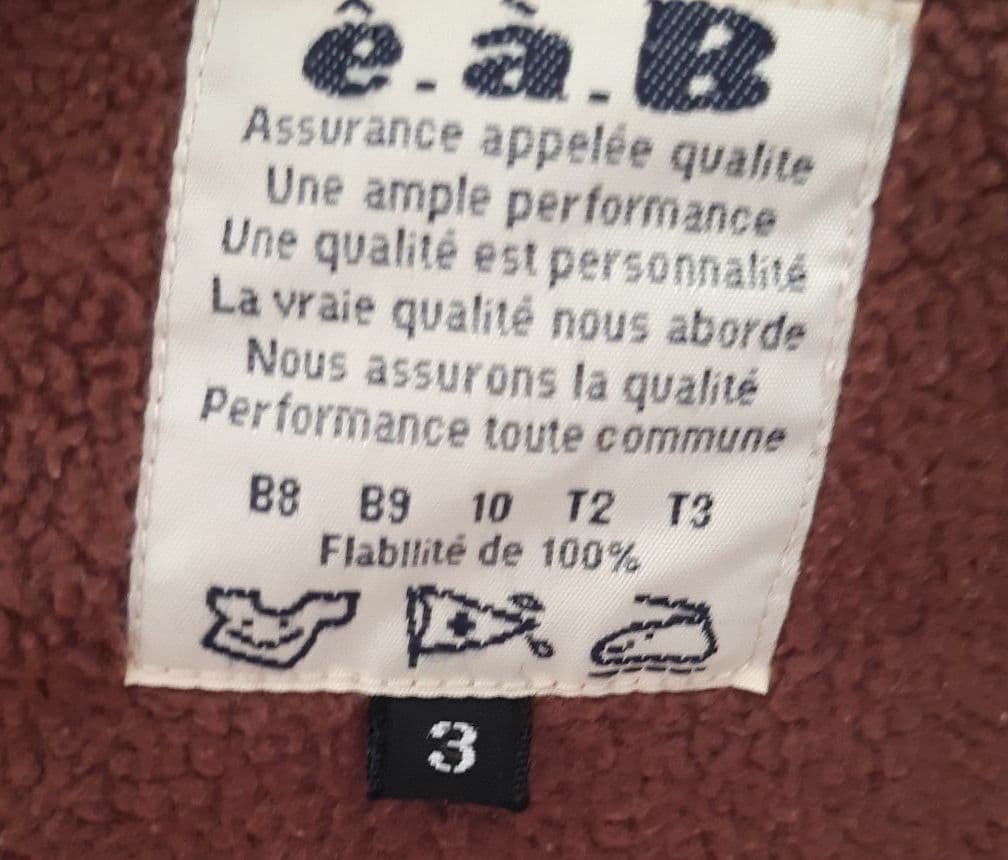 ê-à-B
Assurance appelée qualite
Une ample performance
Une qualité est personnalité
La vraie qualité nous aborde
Nous assurons la qualité
Performance toute commune
B8 B9 10 T2 T3
Flabllité de 100%
3